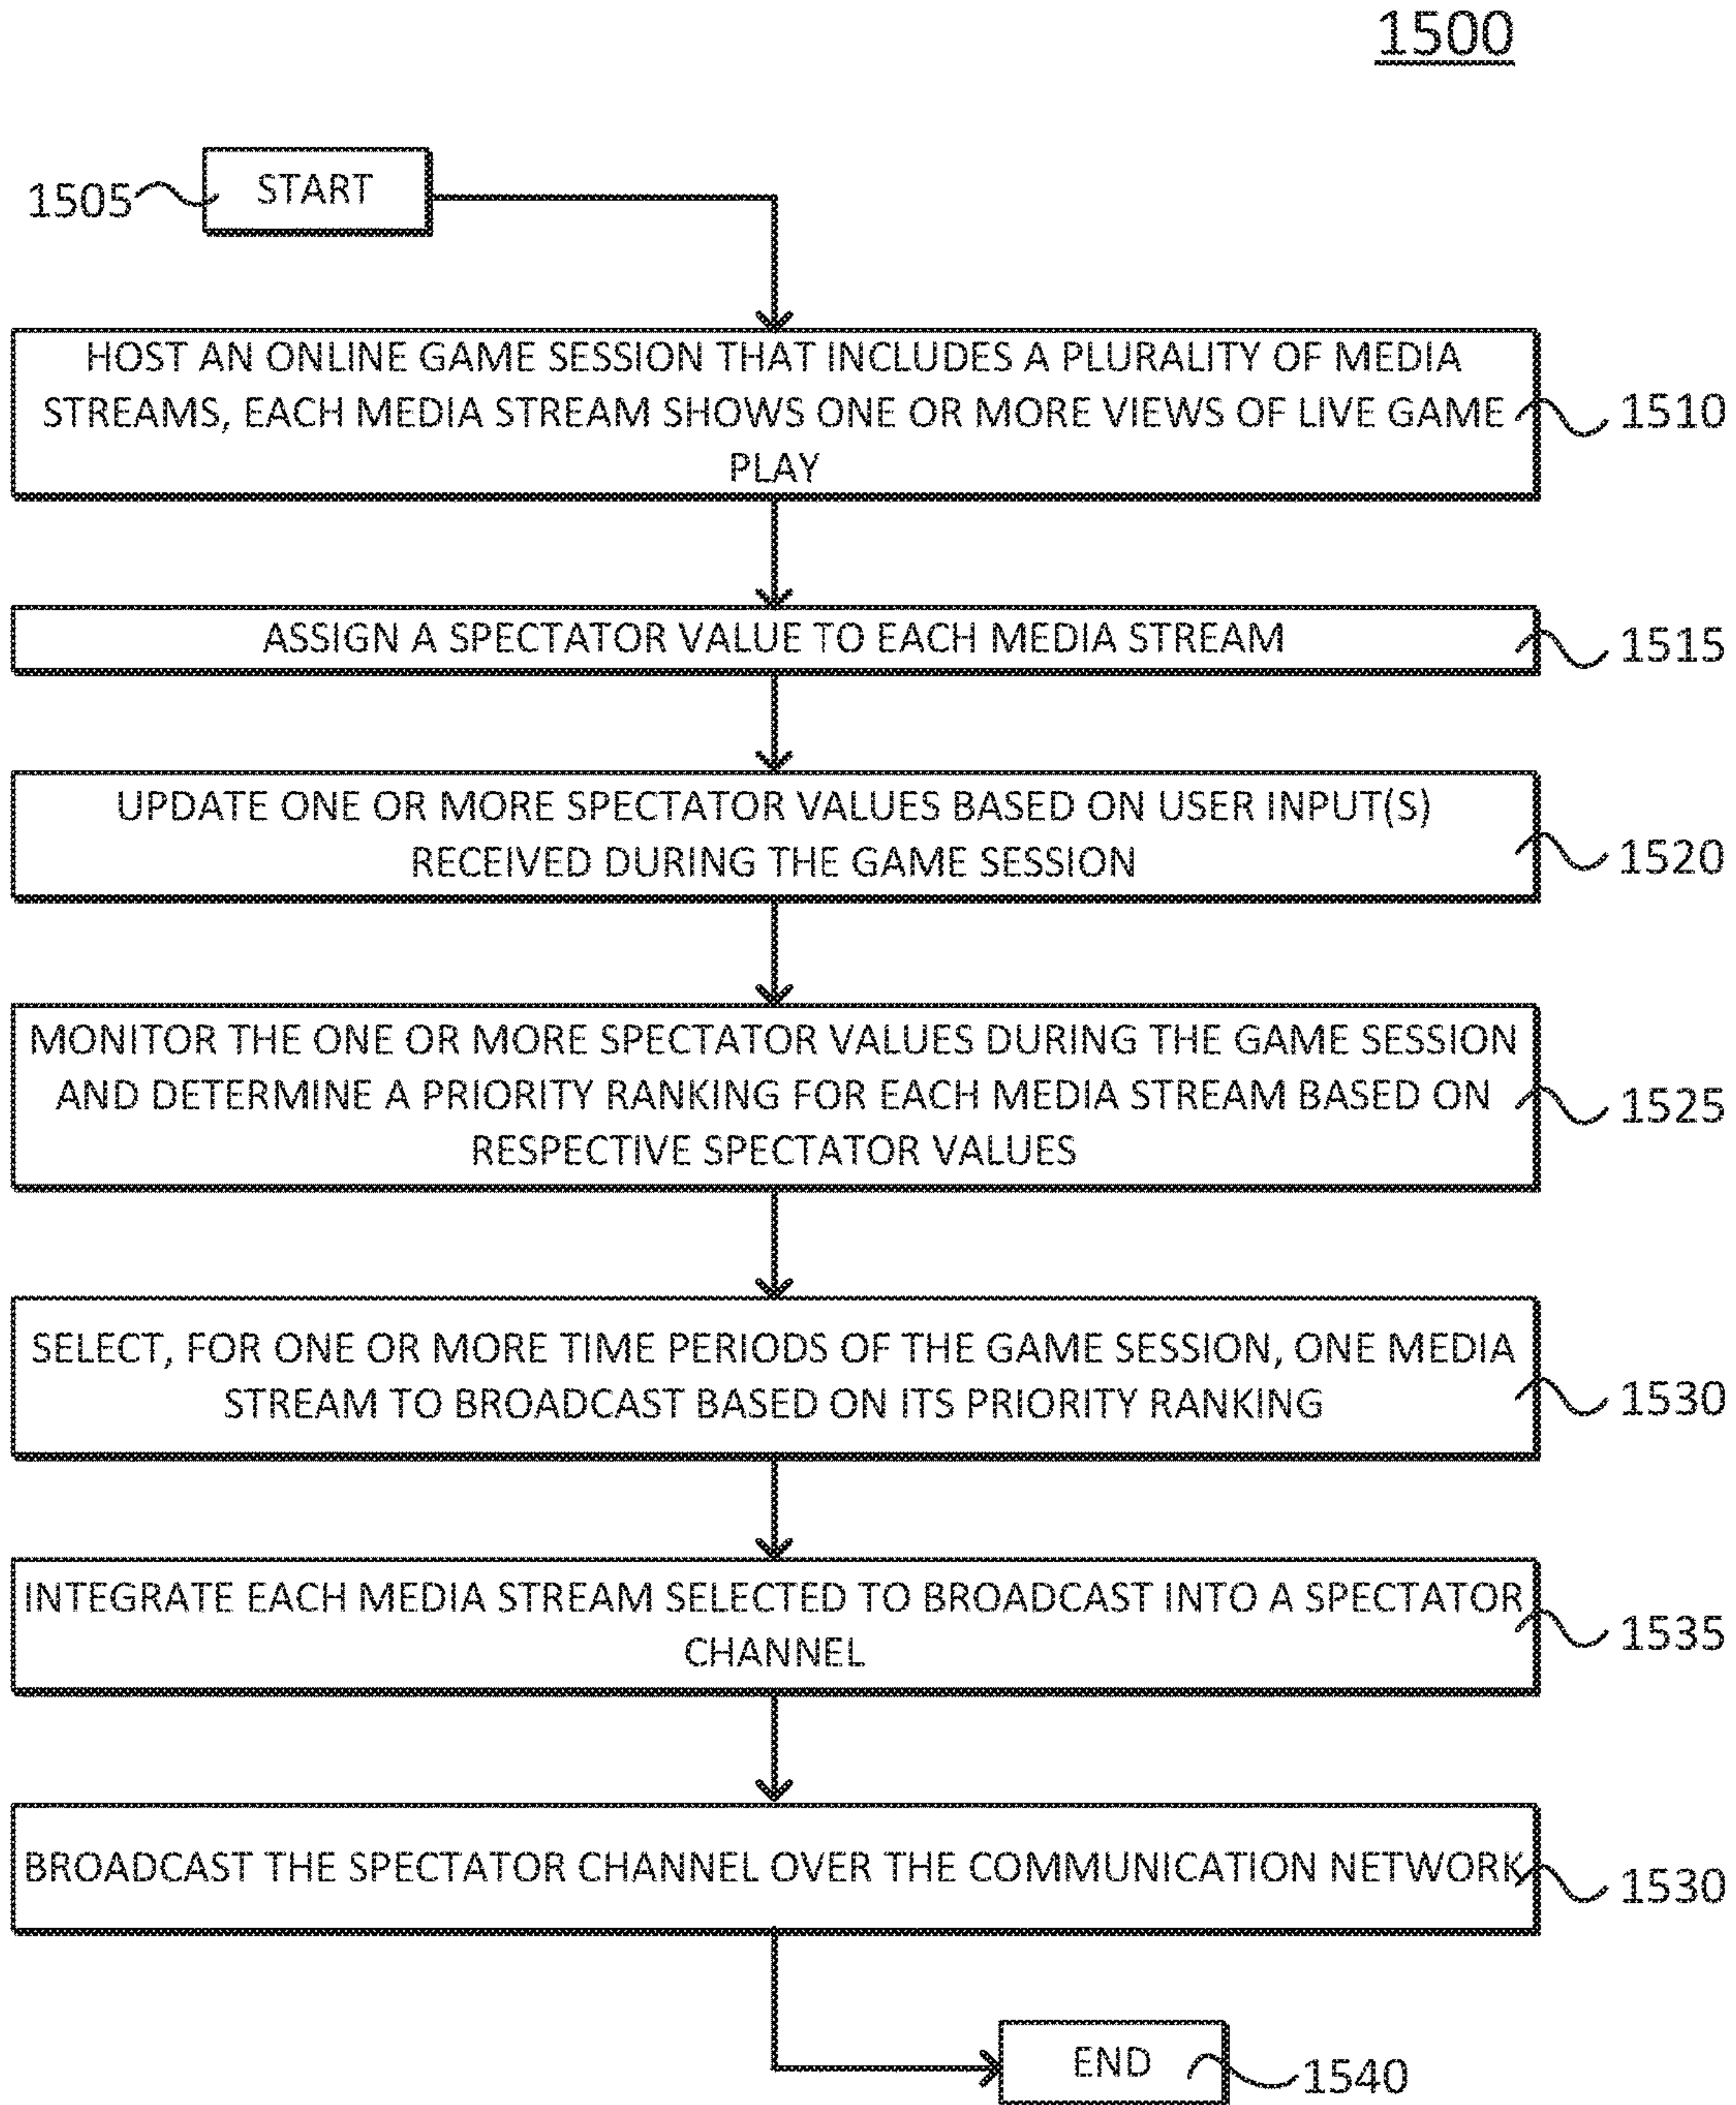 1500
1505
START
HOST AN ONLINE GAME SESSION THAT INCLUDES A PLURALITY OF MEDIA
STREAMS, EACH MEDIA STREAM SHOWS ONE OR MORE VIEWS OF LIVE GAME
PLAY
1510
ASSIGN A SPECTATOR VALUE TO EACH MEDIA STREAM
1515
UPDATE ONE OR MORE SPECTATOR VALUES BASED ON USER INPUT(S)
RECEIVED DURING THE GAME SESSION
1520
MONITOR THE ONE OR MORE SPECTATOR VALUES DURING THE GAME SESSION
AND DETERMINE A PRIORITY RANKING FOR EACH MEDIA STREAM BASED ON
RESPECTIVE SPECTATOR VALUES
1525
SELECT, FOR ONE OR MORE TIME PERIODS OF THE GAME SESSION, ONE MEDIA
STREAM TO BROADCAST BASED ON ITS PRIORITY RANKING
1530
INTEGRATE EACH MEDIA STREAM SELECTED TO BROADCAST INTO A SPECTATOR
CHANNEL
1535
BROADCAST THE SPECTATOR CHANNEL OVER THE COMMUNICATION NETWORK
1530
END
1540